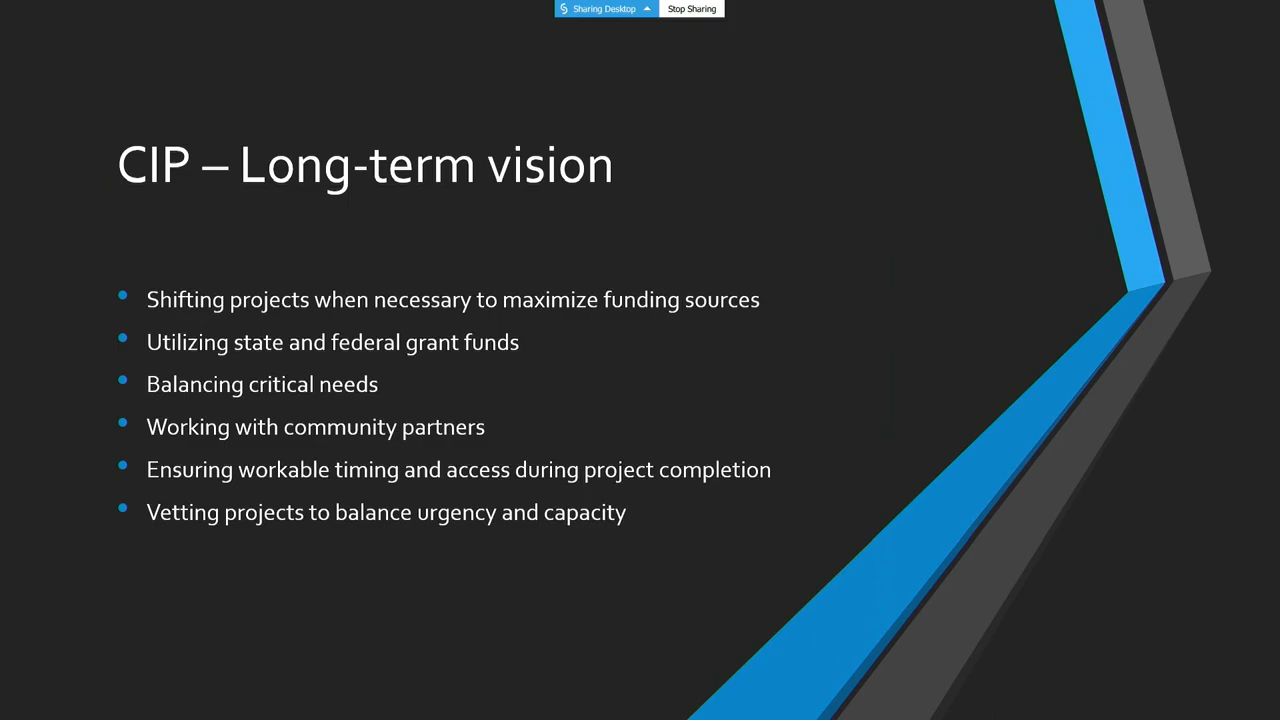 Sharing Desktop
Stop Sharing
CIP – Long-term vision
• Shifting projects when necessary to maximize funding sources
• Utilizing state and federal grant funds
• Balancing critical needs
• Working with community partners
• Ensuring workable timing and access during project completion
• Vetting projects to balance urgency and capacity